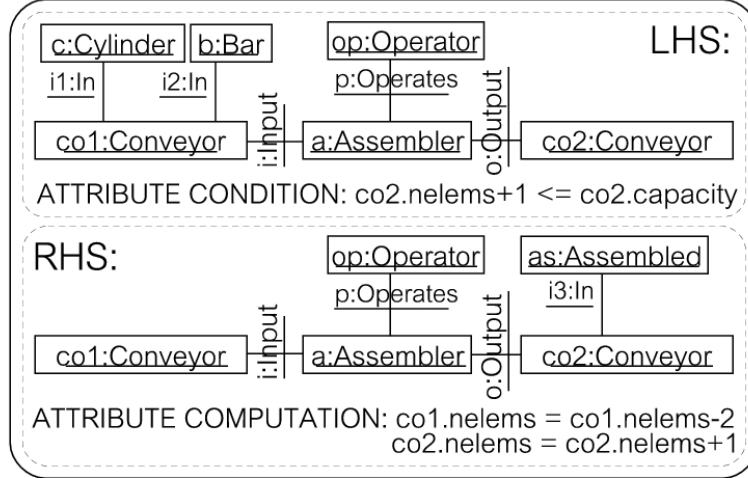 c:Cylinder b:Bar op:Operator LHS:
i1:In i2:In p:Operates
co1:Conveyor i:Input a:Assembler o:Output co2:Conveyor
ATTRIBUTE CONDITION: co2.nelems+1 <= co2.capacity
RHS: op:Operator as:Assembled
p:Operates i3:In
co1:Conveyor i:Input a:Assembler o:Output co2:Conveyor
ATTRIBUTE COMPUTATION: co1.nelems = co1.nelems-2
co2.nelems = co2.nelems+1